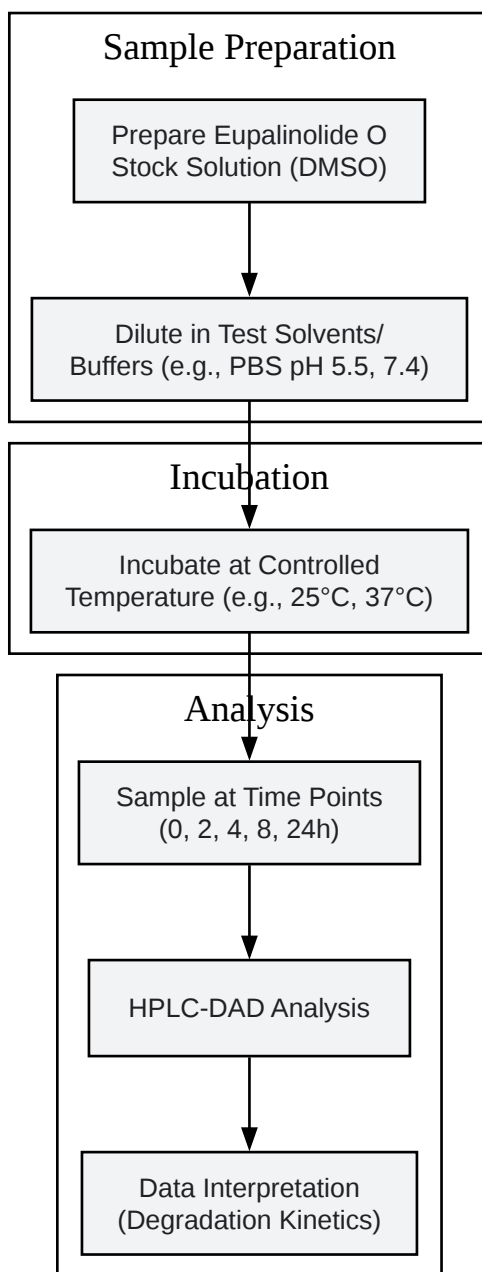 Sample Preparation
Prepare Eupalinolide O
Stock Solution (DMSO)
Dilute in Test Solvents/
Buffers (e.g., PBS pH 5.5, 7.4)
Incubation
Incubate at Controlled
Temperature (e.g., 25°C, 37°C)
Analysis
Sample at Time Points
(0, 2, 4, 8, 24h)
HPLC-DAD Analysis
Data Interpretation
(Degradation Kinetics)